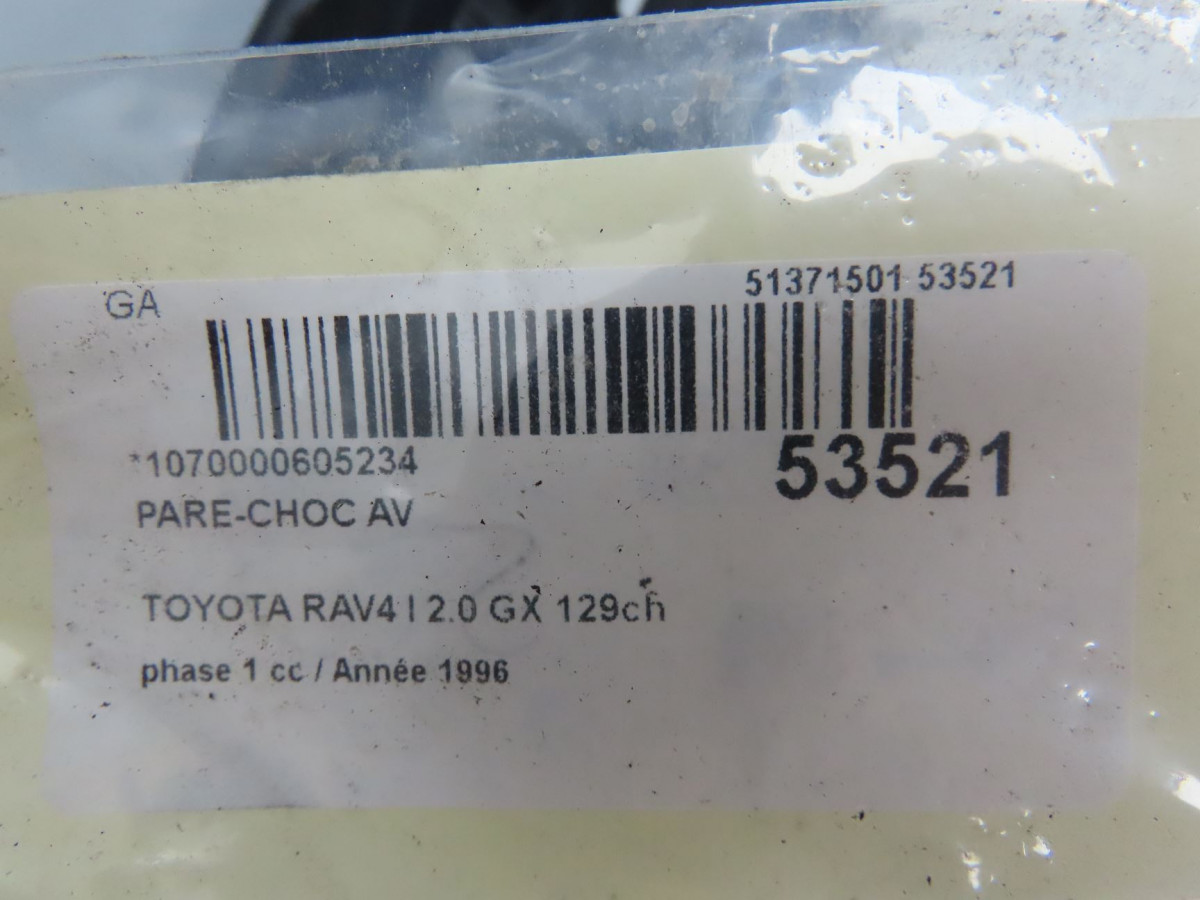 GA
51371501 53521
*1070000605234
53521
PARE-CHOC AV
TOYOTA RAV4 I 2.0 GX 129ch
phase 1 cc / Année 1996